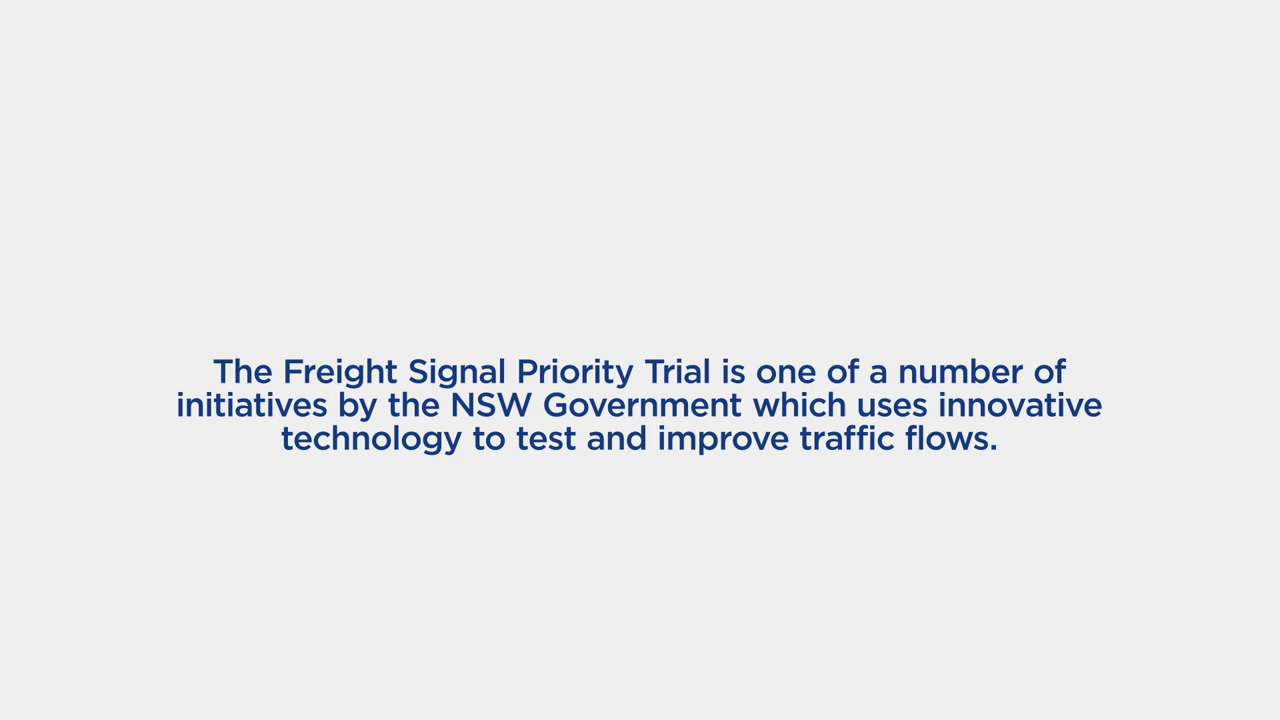 The Freight Signal Priority Trial is one of a number of
initiatives by the NSW Government which uses innovative
technology to test and improve traffic flows.